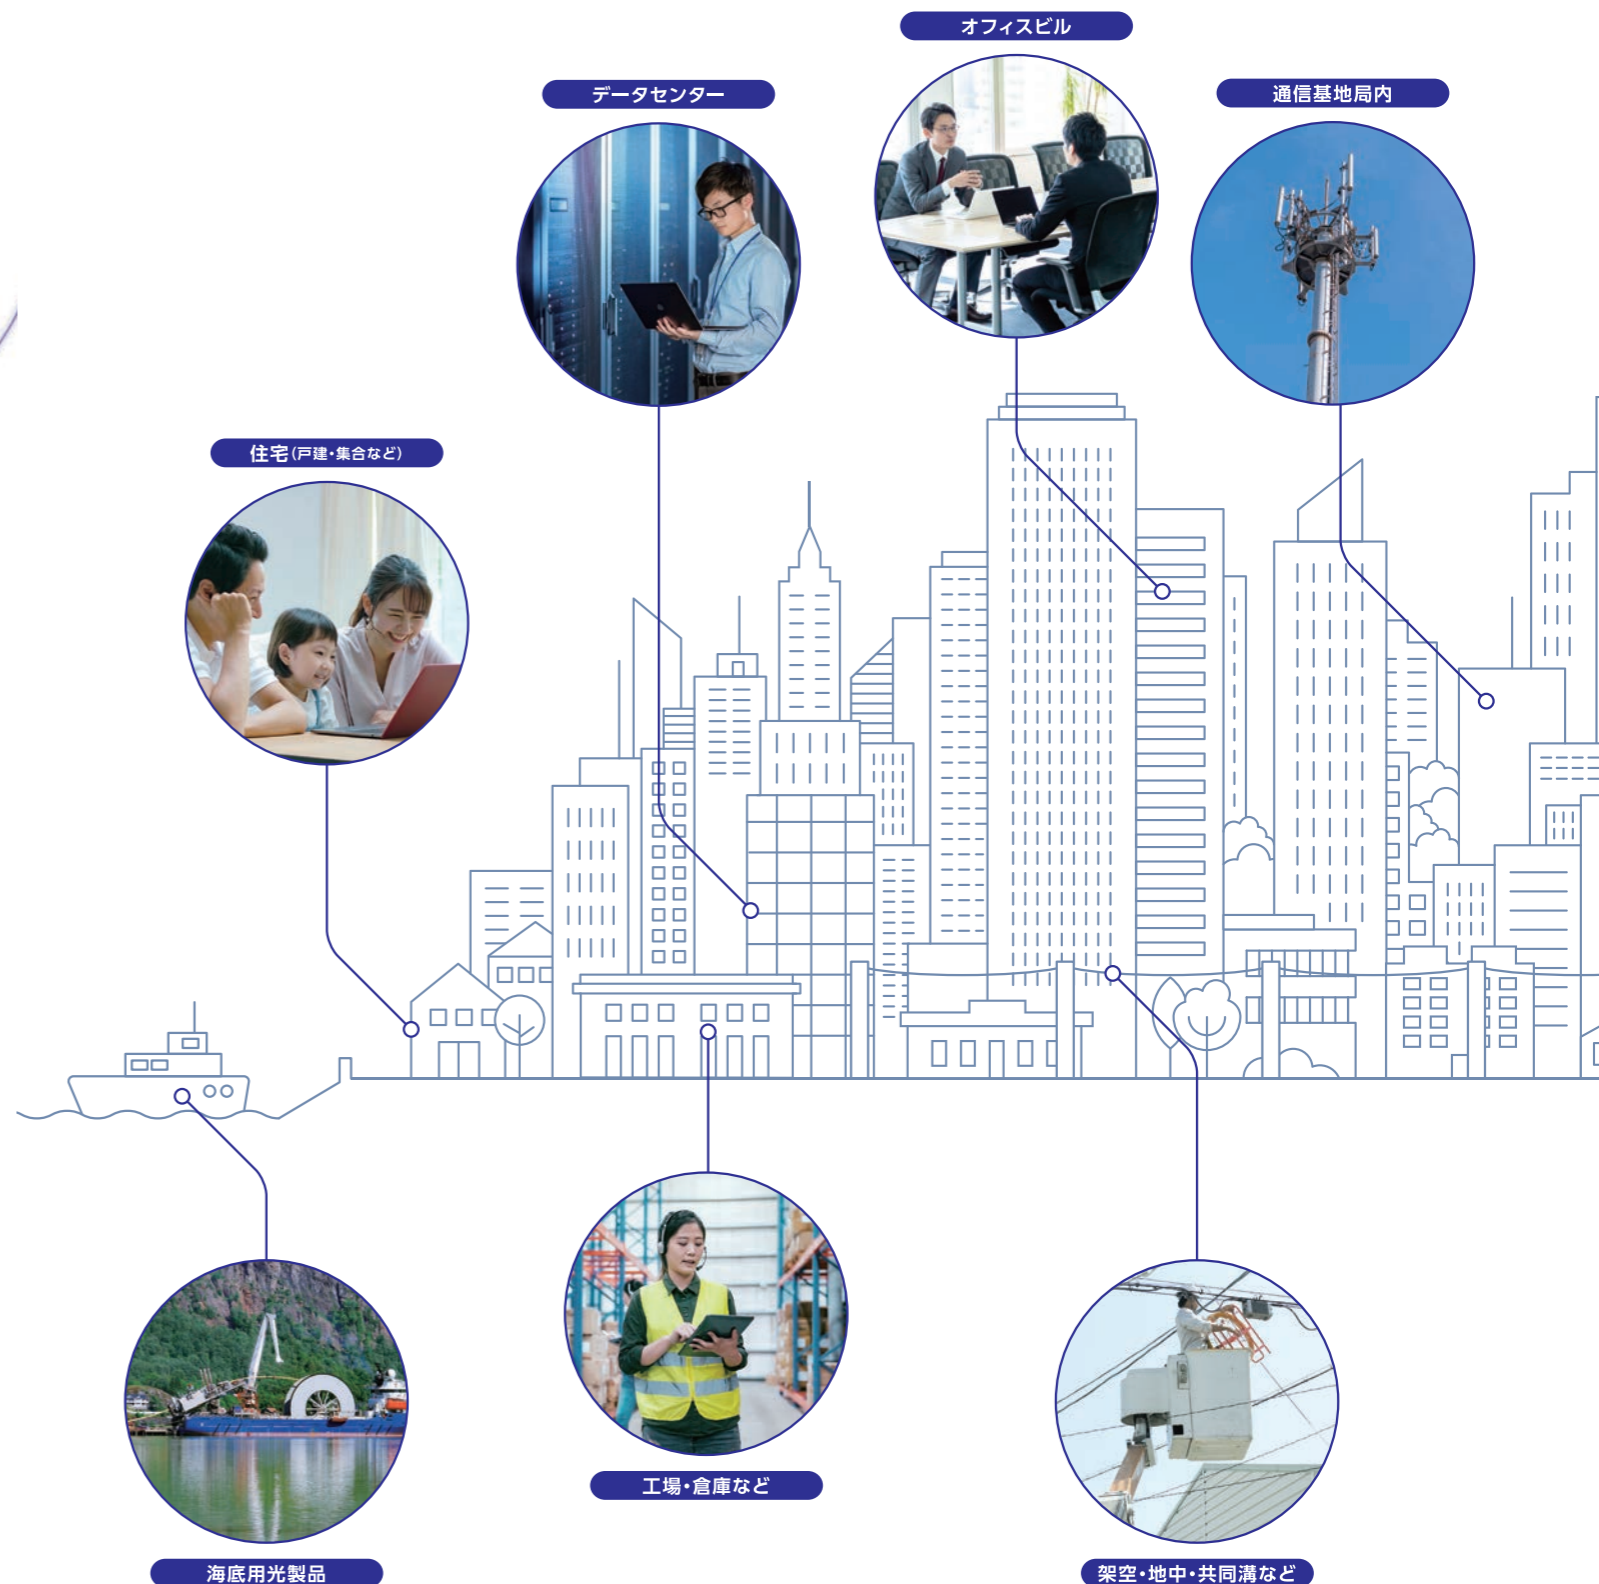 オフィスビル
データセンター
通信基地局内
住宅(戸建・集合など)
工場・倉庫など
海底用光製品
架空・地中・共同溝など